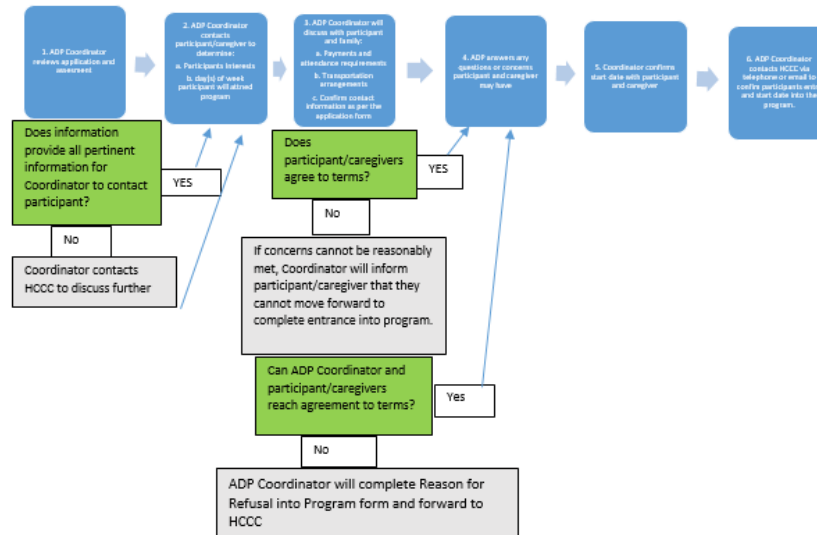 1. ADP Coordinator
reviews application and
assesment
2. ADP Coordinator
contacts
participant/caregiver to
determine:
a. Participants Interests
b. day(s) of week
participant will attned
program
3. ADP Coordinator will
discuss with participant
and family:
a. Payments and
attendance requirements
b. Transportation
arrangements
c. Confirm contact
information as per the
application form
4. ADP answers any
questions or concerns
participant and caregiver
may have
5. Coordinator confirms
start date with participant
and caregiver
6. ADP Coordinator
contacts HCCC via
telephone or email to
confirm participants
and start date into the
program.
Does information
provide all pertinent
information for
Coordinator to contact
participant?
YES
No
Coordinator contacts
HCCC to discuss further
Does
participant/caregivers
agree to terms?
YES
No
If concerns cannot be reasonably
met, Coordinator will inform
participant/caregiver that they
cannot move forward to
complete entrance into program.
Can ADP Coordinator and
participant/caregivers
reach agreement to terms?
Yes
No
ADP Coordinator will complete Reason for
Refusal into Program form and forward to
HCCC